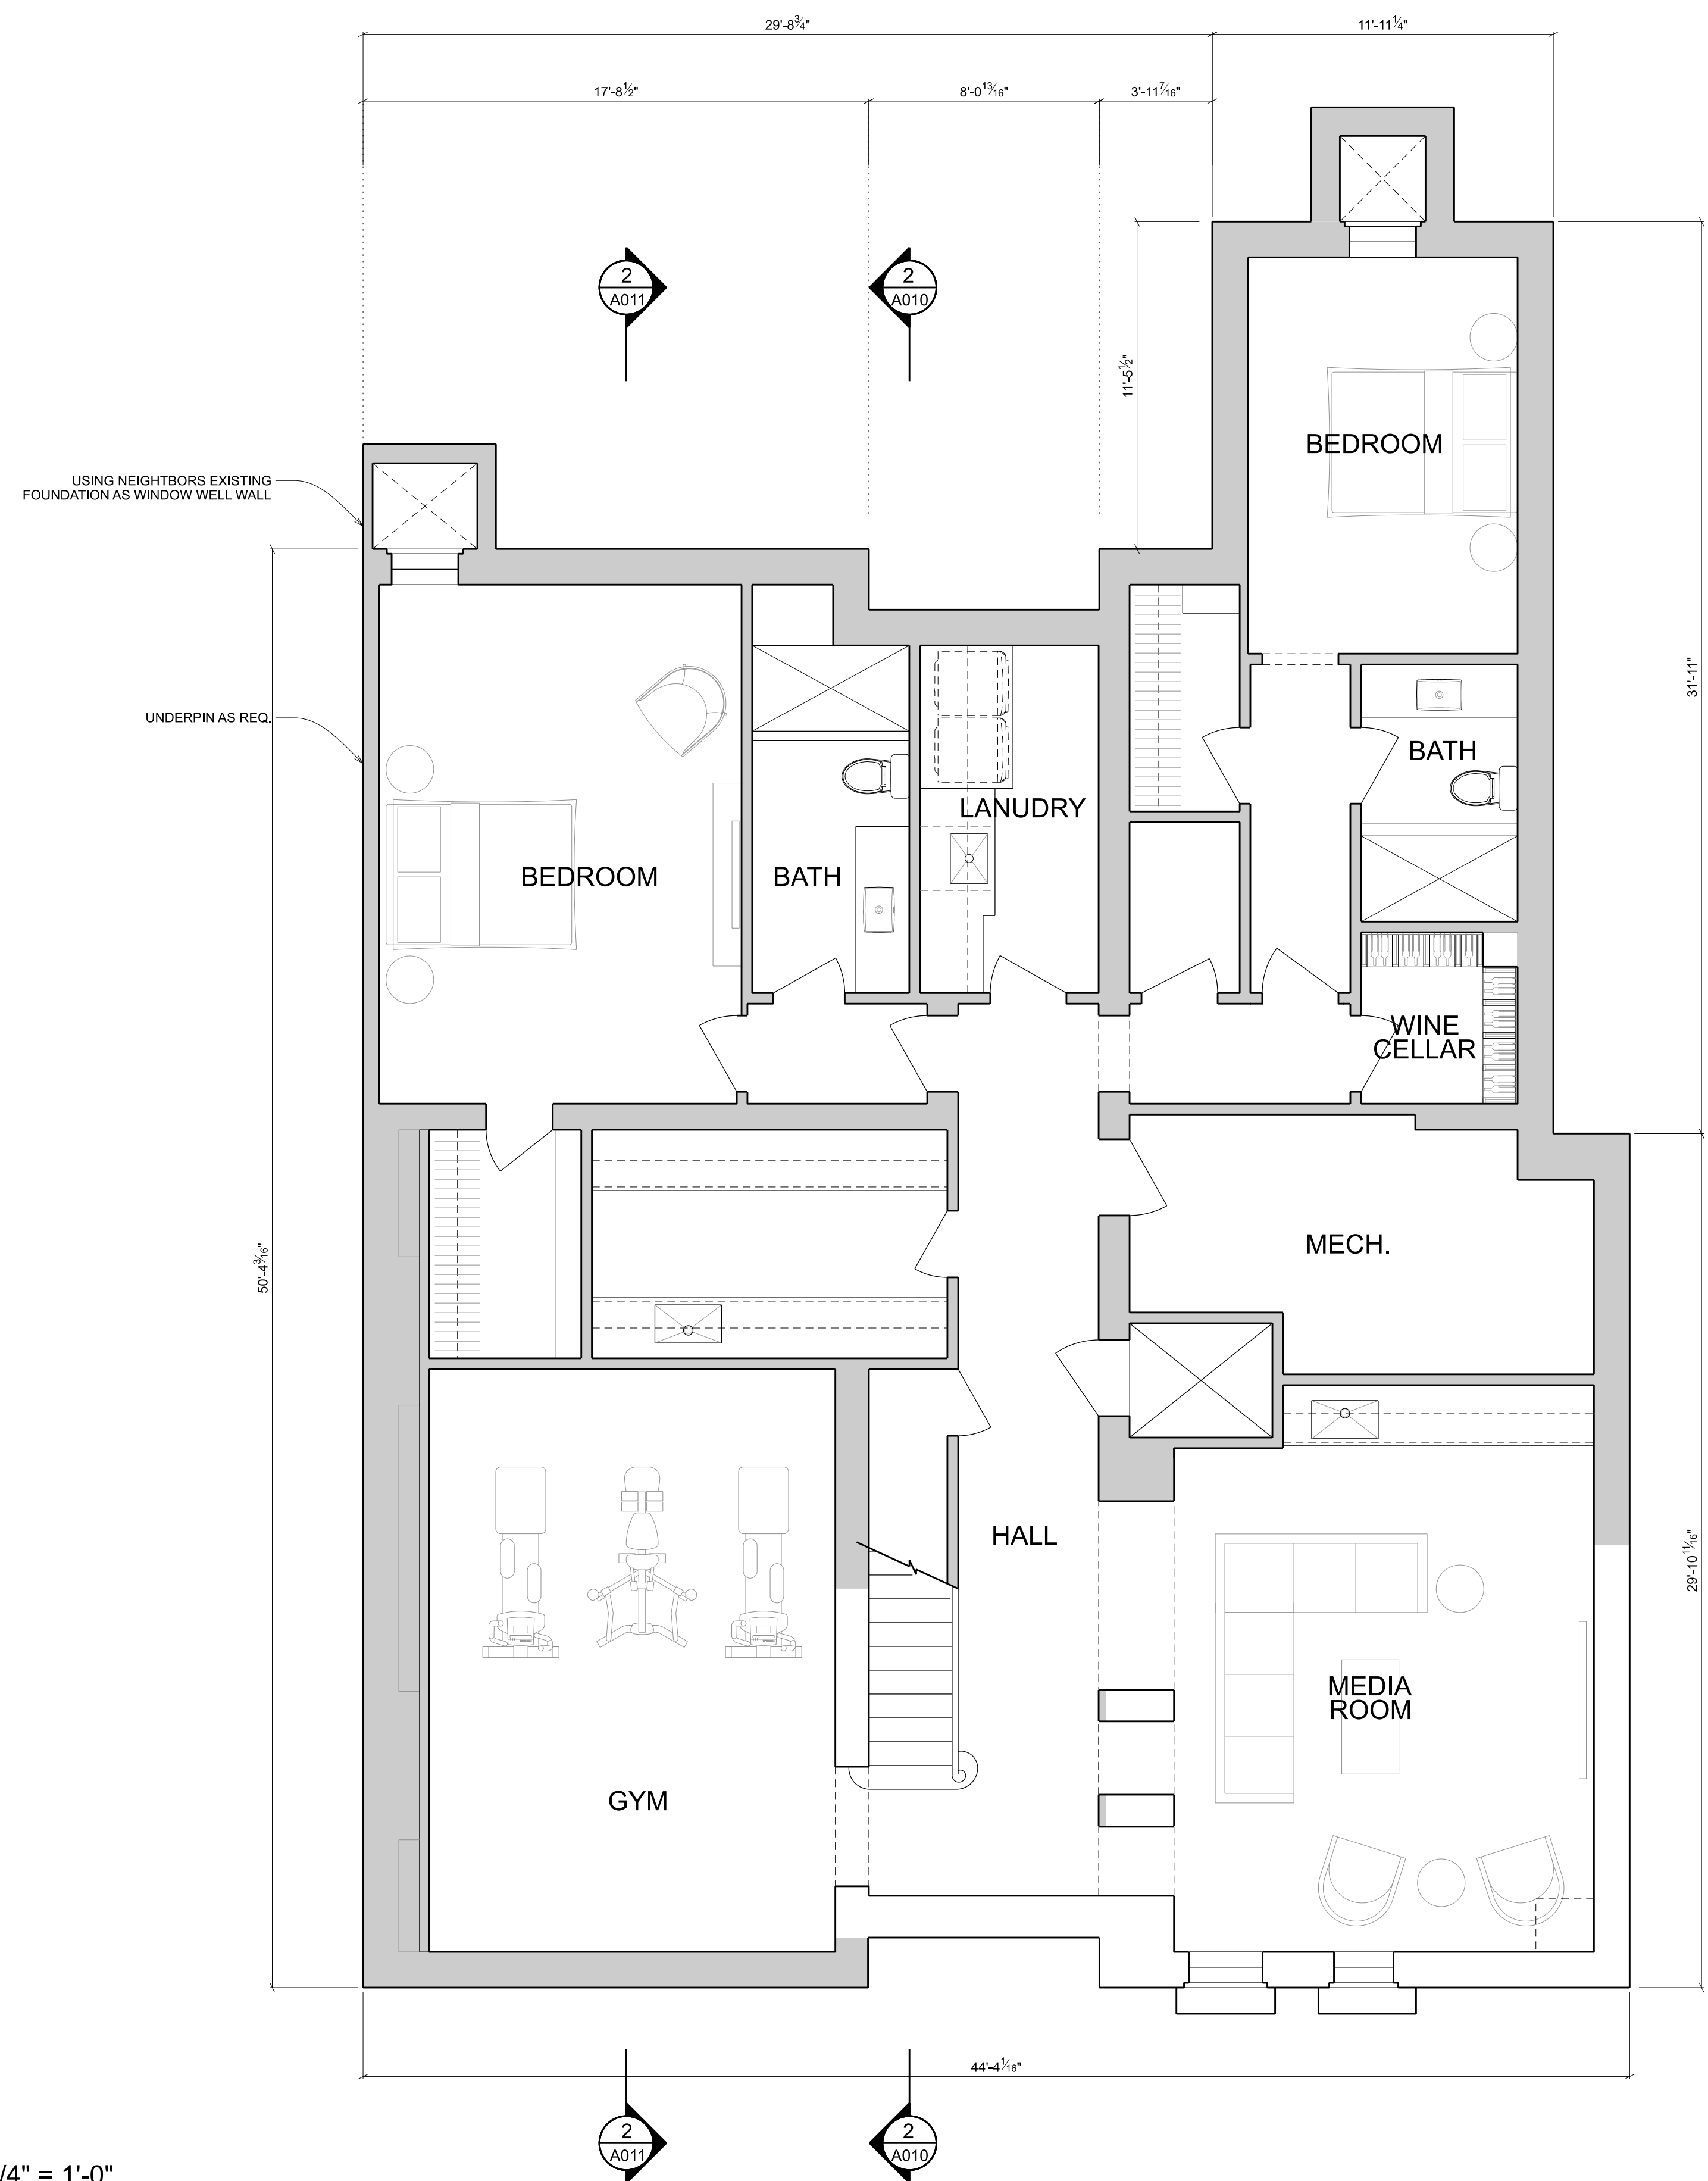 29'-8¾"
11'-11¼"
17'-8½"
8'-0 13/16"
3'-11 7/16"
2
A011
2
A010
11'-5½"
BEDROOM
USING NEIGHTBORS EXISTING
FOUNDATION AS WINDOW WELL WALL
31'-11"
UNDERPIN AS REQ.
BATH
LANUDRY
BEDROOM
BATH
WINE
CELLAR
50'-4 3/16"
MECH.
HALL
29'-10 11/16"
MEDIA
ROOM
GYM
44'-4 1/16"
2
A011
2
A010
/4" = 1'-0"